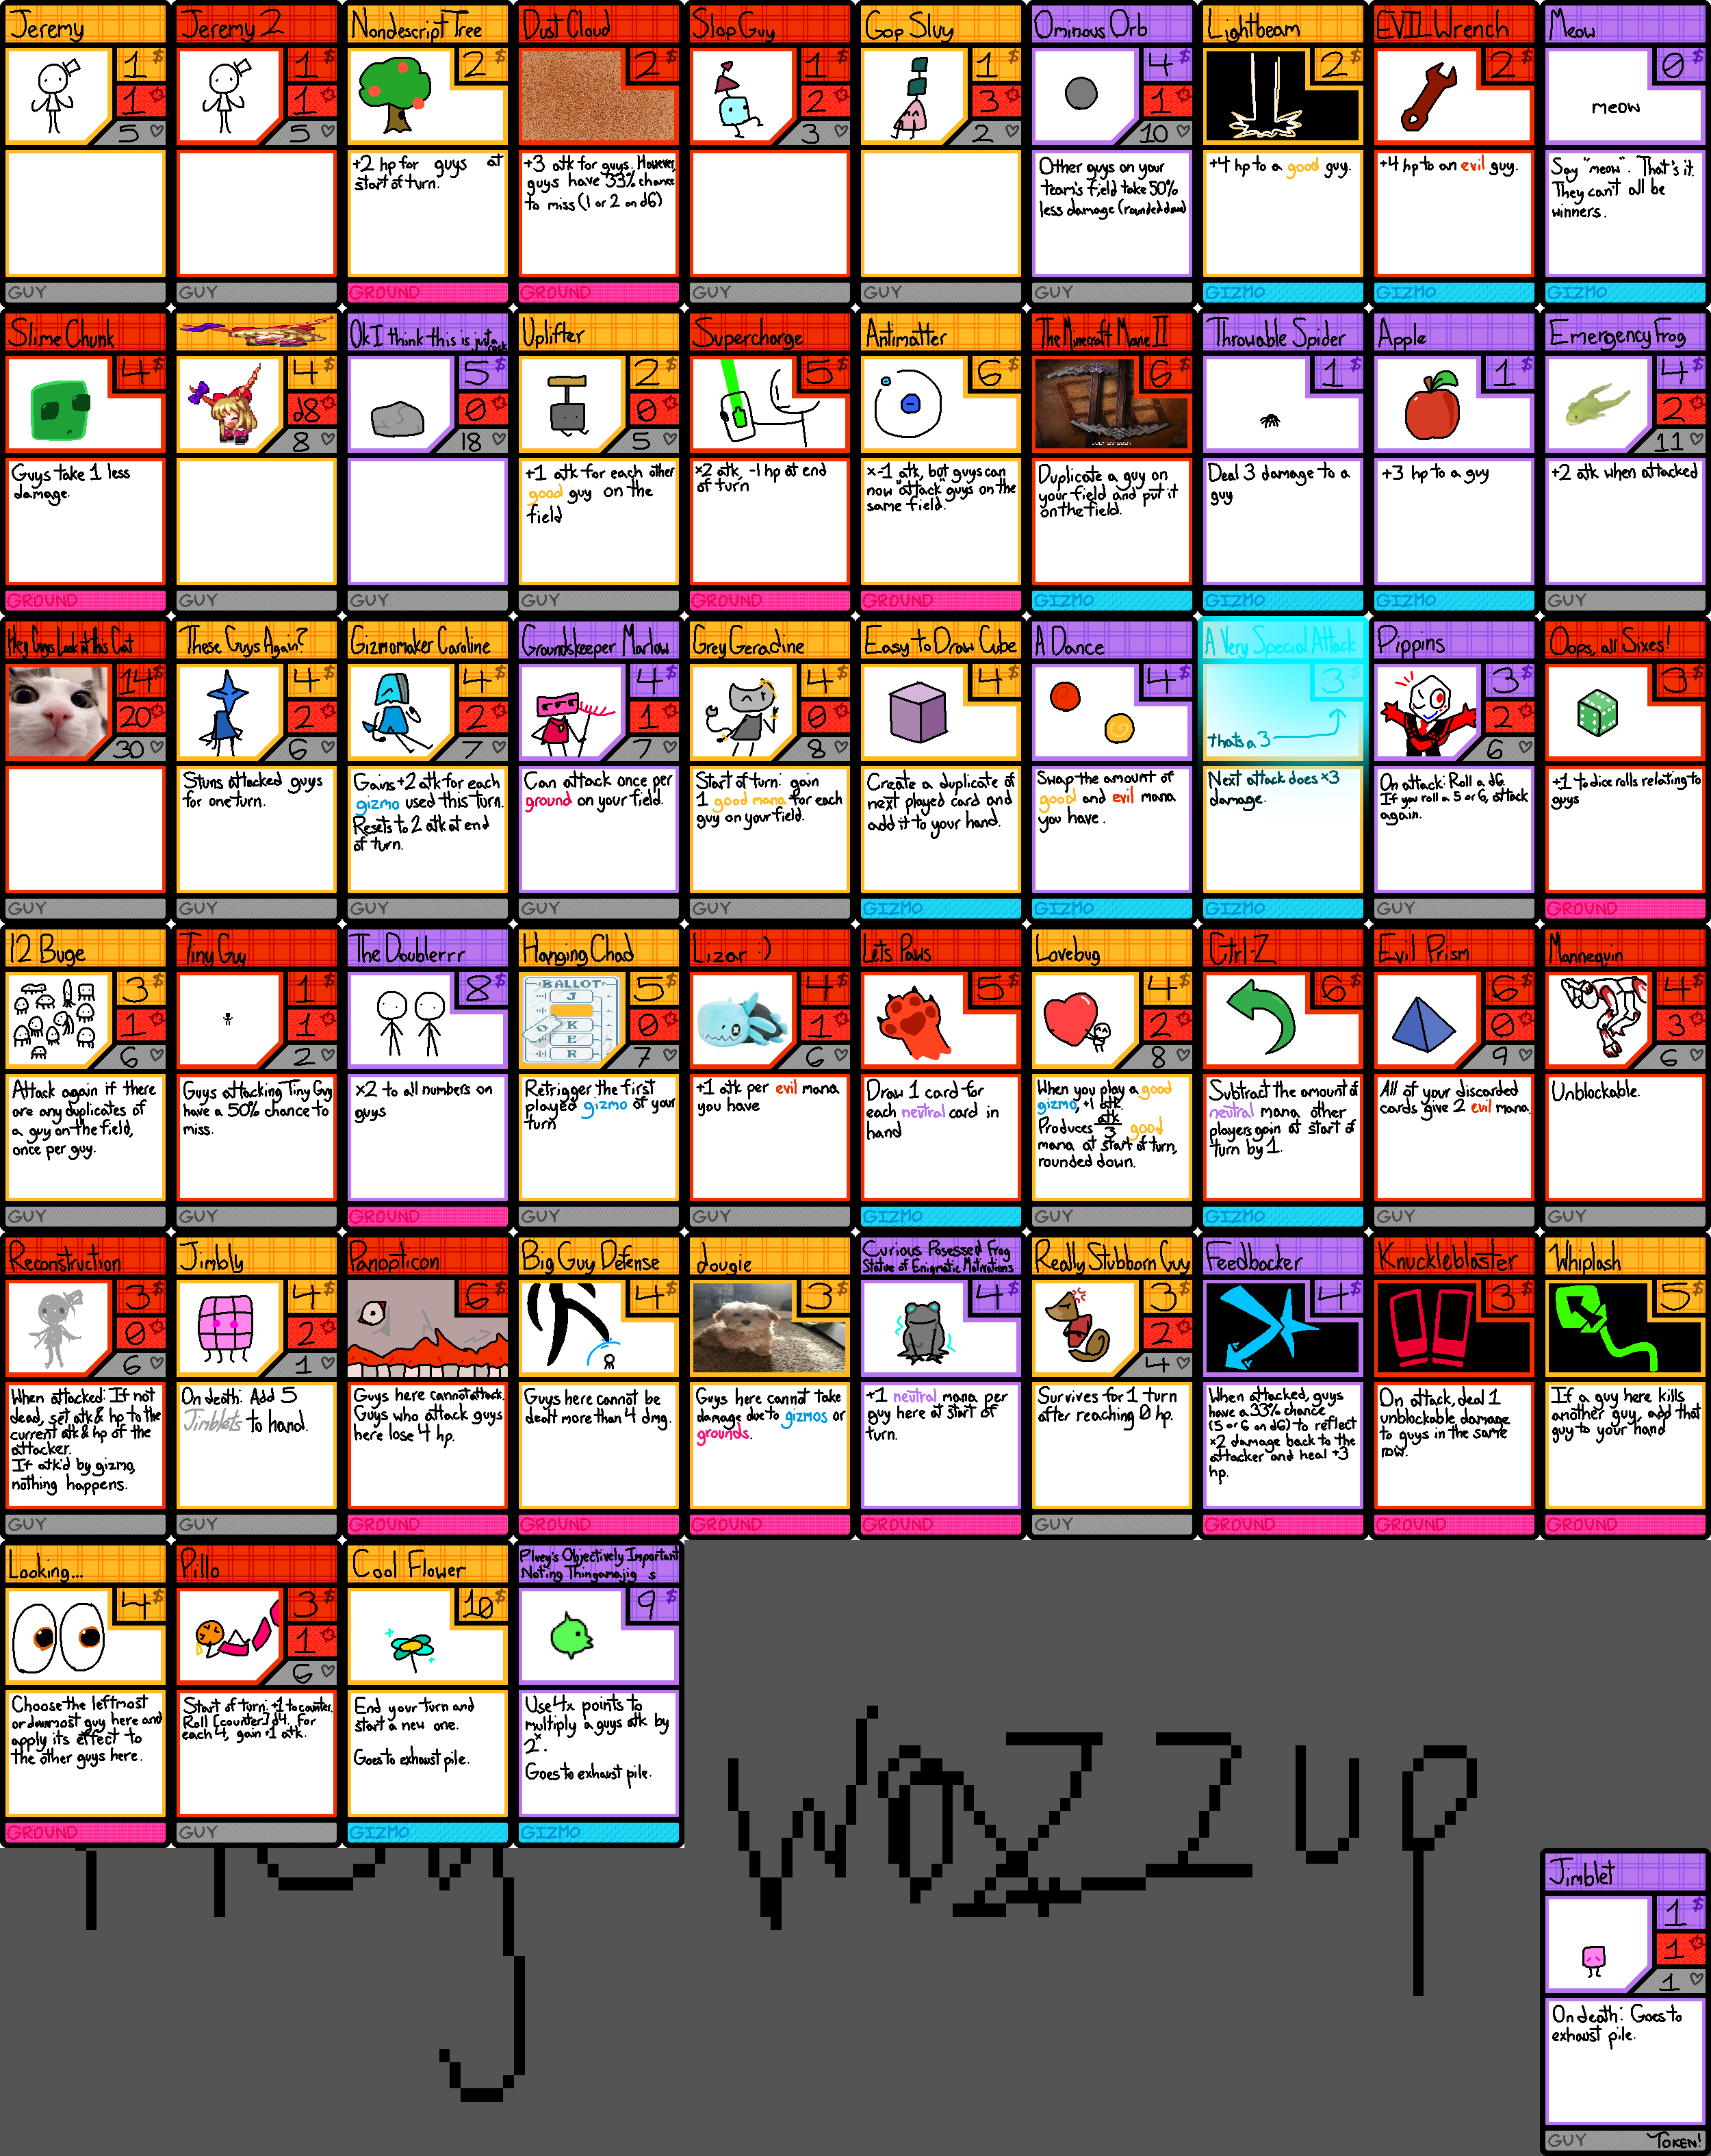 Jeremy
1$
1
5
GUY
Jeremy 2
1$
1
5
GUY
Nondescript Tree
2$
+2 hp for guys at
start of turn.
GROUND
Dust Cloud
2$
+3 atk for guys. However,
guys have 33% chance
to miss (1 or 2 on d6)
GROUND
Slop Guy
1$
2
3
GUY
Gop Sluy
1$
3
2
GUY
Ominous Orb
4$
1
10
Other guys on your
team's field take 50%
less damage (rounded down)
GUY
Lightbeam
2$
+4 hp to a good guy.
GIZMO
EVIL Wrench
2$
+4 hp to an evil guy.
GIZMO
Meow
0$
meow
Say "meow". That's it.
They can't all be
winners.
GIZMO
Slime Chunk
4$
Guys take 1 less
damage.
GROUND
4$
d8
8
GUY
Ok I think this is just a
rock
5$
0
18
GUY
Uplifter
2$
0
5
+1 atk for each other
good guy on the
field
GUY
Supercharge
5$
x2 atk, -1 hp at end
of turn
GROUND
Antimatter
6$
x-1 atk, but guys can
now "attack" guys on the
same field.
GROUND
The Minecraft Movie II
6$
JULY 23 2027
Duplicate a guy on
your field and put it
on the field.
GIZMO
Throwable Spider
1$
Deal 3 damage to a
guy
GIZMO
Apple
1$
+3 hp to a guy
GIZMO
Emergency Frog
4$
2
11
+2 atk when attacked
GUY
Hey Guys Look at this Cat
14$
20
30
GUY
These Guys Again?
4$
2
6
Stuns attacked guys
for one turn.
GUY
Gizmomaker Caroline
4$
2
7
Gains +2 atk for each
gizmo used this turn.
Resets to 2 atk at end
of turn.
GUY
Groundskeeper Marlow
4$
1
7
Can attack once per
ground on your field.
GUY
Grey Geradine
4$
0
8
Start of turn: gain
1 good mana for each
guy on your field.
GUY
Easy to Draw Cube
4$
Create a duplicate of
next played card and
add it to your hand.
GIZMO
A Dance
4$
Swap the amount of
good and evil mana
you have.
GIZMO
A Very Special Attack
3$
thats a 3
Next attack does x3
damage.
GIZMO
Pippins
3$
2
6
On attack: Roll a d6.
If you roll a 5 or 6, attack
again.
GUY
Oops, all Sixes!
3$
+1 to dice rolls relating to
guys
GROUND
12 Buge
3$
1
6
Attack again if there
are any duplicates of
a guy on the field,
once per guy.
GUY
Tiny Guy
1$
1
2
Guys attacking Tiny Guy
have a 50% chance to
miss.
GUY
The Doublerrr
8$
x2 to all numbers on
guys
GROUND
Hanging Chad
5$
0
7
BALLOT
J
O
K
E
R
Retrigger the first
played gizmo of your
turn
GUY
Lizar :)
4$
1
6
+1 atk per evil mana
you have
GUY
Lets Paws
5$
Draw 1 card for
each neutral card in
hand
GIZMO
Lovebug
4$
2
8
When you play a good
gizmo, +1 atk.
Produces atk/3 good
mana at start of turn,
rounded down.
GUY
Ctrl-Z
6$
Subtract the amount of
neutral mana other
players gain at start of
turn by 1.
GIZMO
Evil Prism
6$
0
9
All of your discarded
cards give 2 evil mana.
GUY
Mannequin
4$
3
6
Unblockable.
GUY
Reconstruction
3$
0
6
When attacked: If not
dead, set atk & hp to the
current atk & hp of the
attacker.
If atk'd by gizmo,
nothing happens.
GUY
Jimbly
4$
2
1
On death: Add 5
Jimblets to hand.
GUY
Panopticon
6$
Guys here cannot attack.
Guys who attack guys
here lose 4 hp.
GROUND
Big Guy Defense
4$
Guys here cannot be
dealt more than 4 dmg.
GROUND
dougie
3$
Guys here cannot take
damage due to gizmos or
grounds.
GROUND
Curious Posessed Frog
Statue of Enigmatic Motivations
4$
+1 neutral mana per
guy here at start of
turn.
GROUND
Really Stubborn Guy
3$
2
4
Survives for 1 turn
after reaching 0 hp.
GUY
Feedbacker
4$
When attacked, guys
have a 33% chance
(5 or 6 on d6) to reflect
x2 damage back to the
attacker and heal +3
hp.
GROUND
Knuckleblaster
3$
On attack, deal 1
unblockable damage
to guys in the same
row.
GROUND
Whiplash
5$
If a guy here kills
another guy, add that
guy to your hand
GROUND
Looking...
4$
Choose the leftmost
or downmost guy here and
apply its effect to
the other guys here.
GROUND
Pillo
3$
1
6
Start of turn: +1 to counter.
Roll [counter] d4. For
each 4, gain +1 atk.
GUY
Cool Flower
10$
End your turn and
start a new one.
Goes to exhaust pile.
GIZMO
Pluey's Objectively Important
Noting Thingamajig s
9$
Use 4x points to
multiply a guys atk by
2^x.
Goes to exhaust pile.
GIZMO
Wazzup
Jimblet
1$
1
1
On death: Goes to
exhaust pile.
GUY
TOKEN!